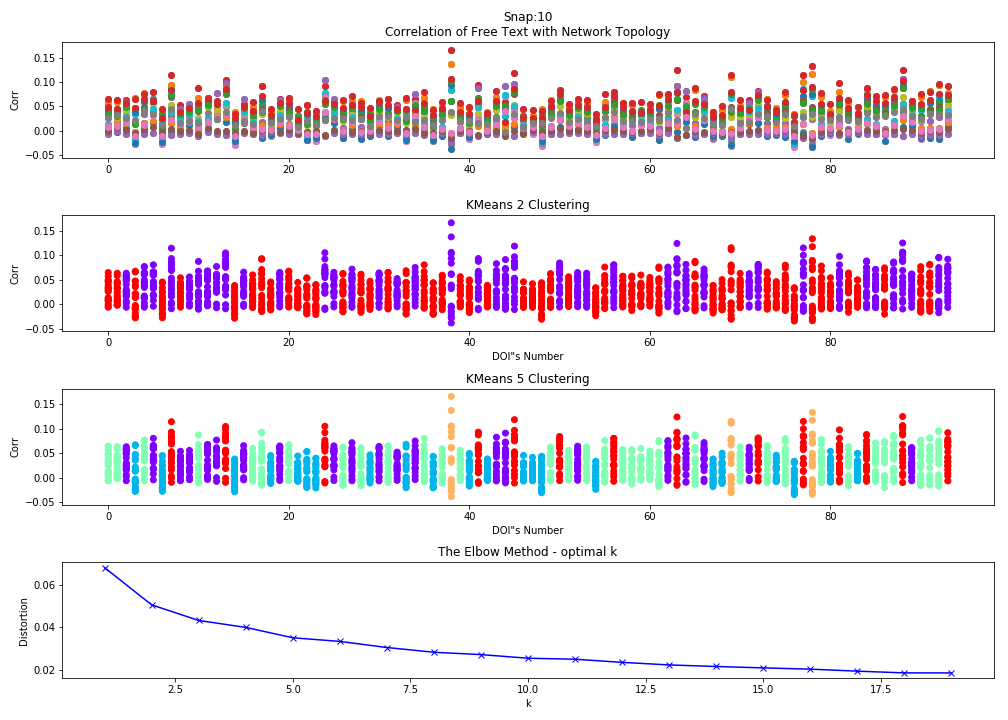 Snap:10
Correlation of Free Text with Network Topology
0.15
0.10
0.05
0.00
−0.05
Corr
0 20 40 60 80
KMeans 2 Clustering
0.15
0.10
0.05
0.00
−0.05
Corr
0 20 40 60 80
DOI"s Number
KMeans 5 Clustering
0.15
0.10
0.05
0.00
−0.05
Corr
0 20 40 60 80
DOI"s Number
The Elbow Method - optimal k
0.06
0.04
0.02
Distortion
2.5 5.0 7.5 10.0 12.5 15.0 17.5
k